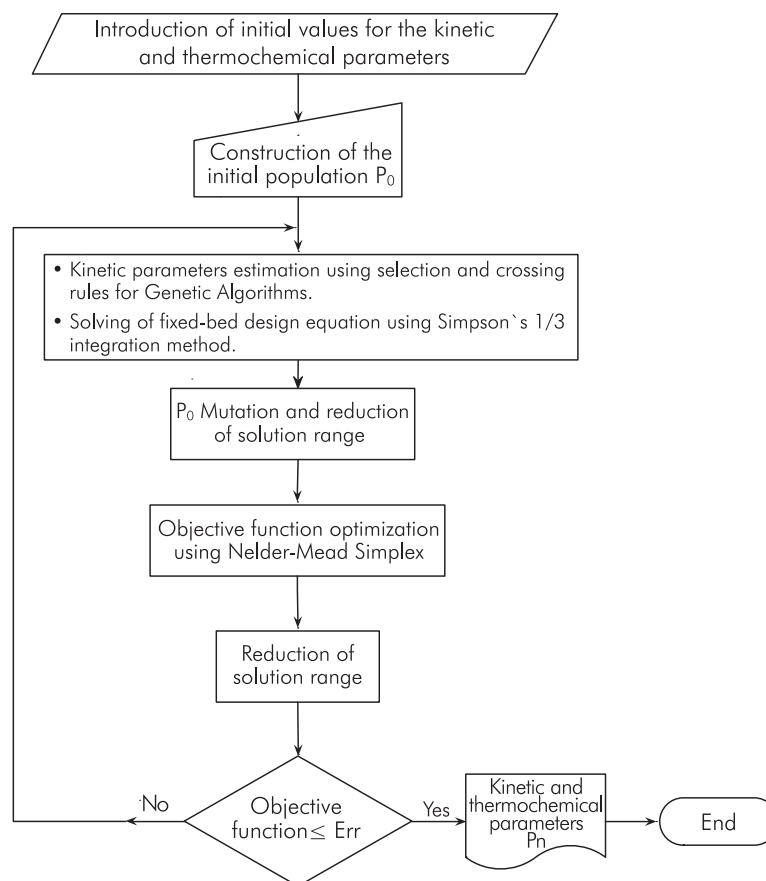 Introduction of initial values for the kinetic
and thermochemical parameters
Construction of the
initial population P₀
• Kinetic parameters estimation using selection and crossing
rules for Genetic Algorithms.
• Solving of fixed-bed design equation using Simpson`s 1/3
integration method.
P₀ Mutation and reduction
of solution range
Objective function optimization
using Nelder-Mead Simplex
Reduction of
solution range
No
Objective
function≤ Err
Yes
Kinetic and
thermochemical
parameters
Pn
End